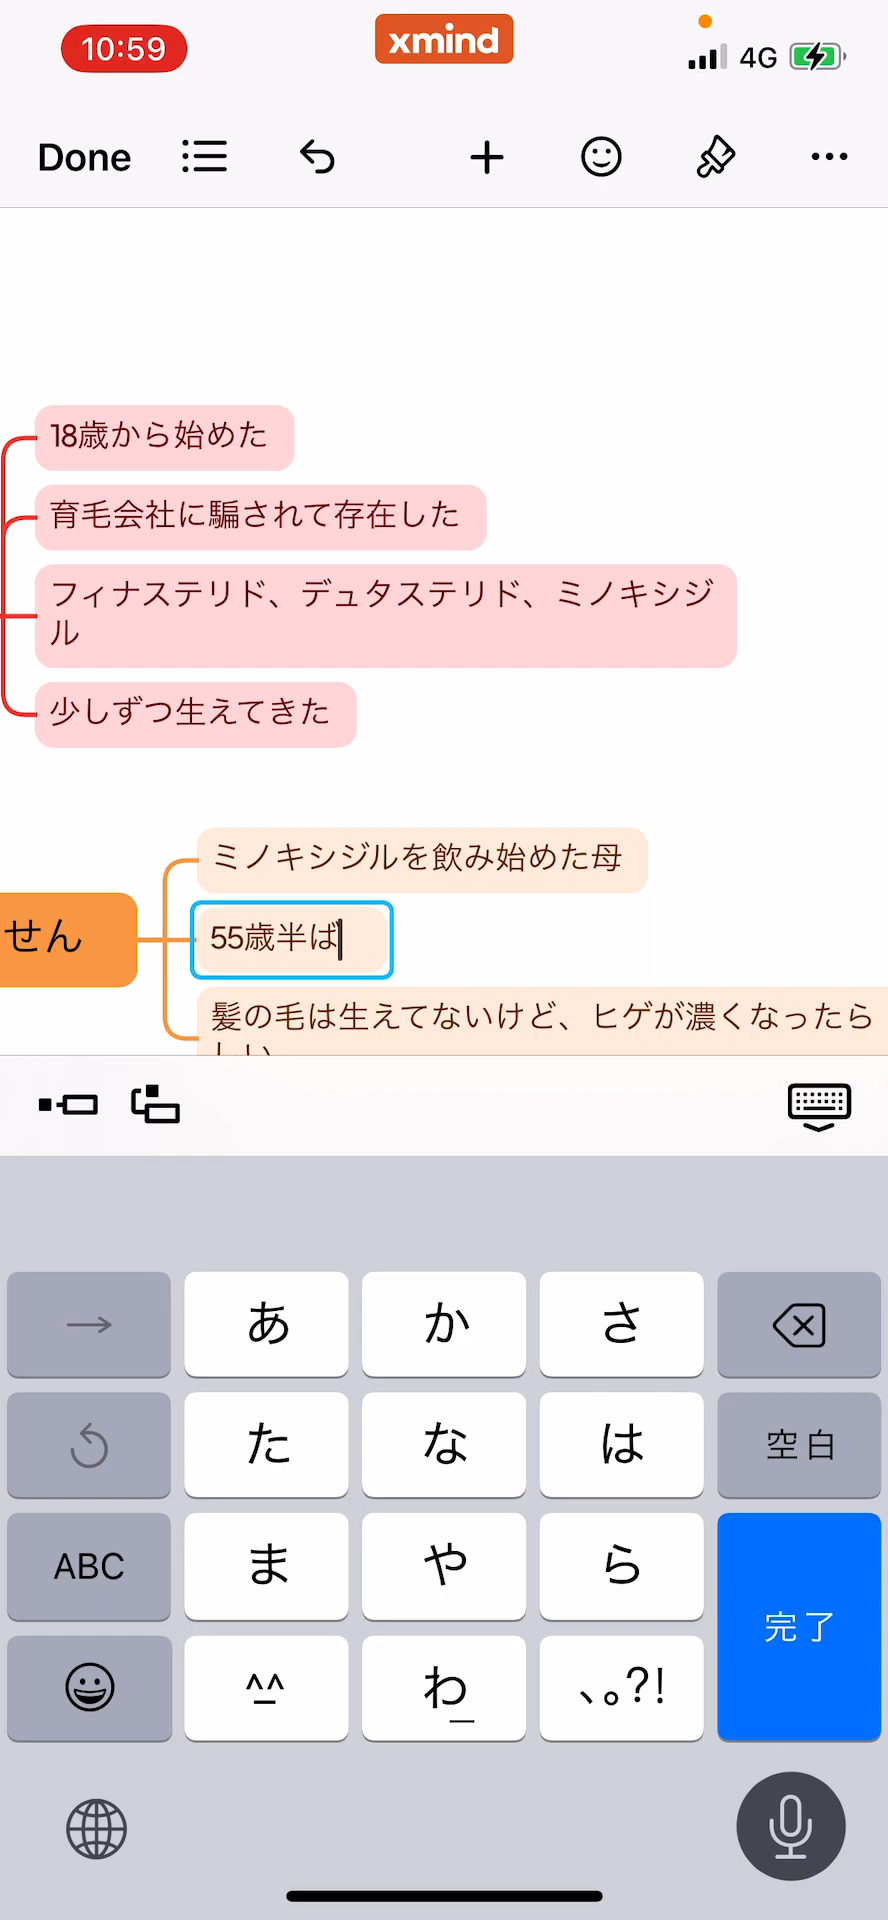 10:59
xmind
4G
Done
18歳から始めた
育毛会社に騙されて存在した
フィナステリド、デュタステリド、ミノキシジ
ル
少しずつ生えてきた
ミノキシジルを飲み始めた母
せん
55歳半ば
髪の毛は生えてないけど、ヒゲが濃くなったら
しい
→ あ か さ
た な は 空白
ABC ま や ら
完了
^^ わ 、。?!